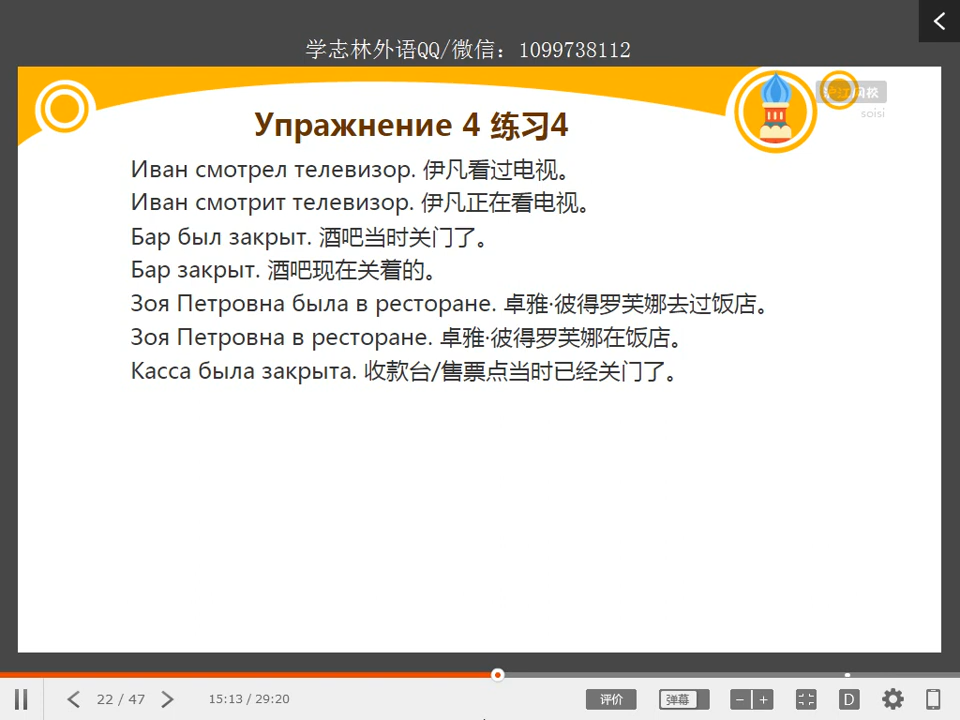 学志林外语QQ/微信：1099738112
沪江网校
soisi
Упражнение 4 练习4
Иван смотрел телевизор. 伊凡看过电视。
Иван смотрит телевизор. 伊凡正在看电视。
Бар был закрыт. 酒吧当时关门了。
Бар закрыт. 酒吧现在关着的。
Зоя Петровна была в ресторане. 卓雅·彼得罗芙娜去过饭店。
Зоя Петровна в ресторане. 卓雅·彼得罗芙娜在饭店。
Касса была закрыта. 收款台/售票点当时已经关门了。
22 / 47
15:13 / 29:20
评价
弹幕
D